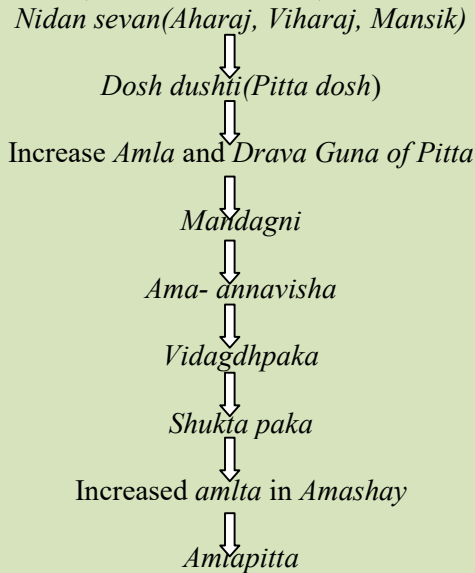 Nidan sevan(Aharaj, Viharaj, Mansik)
Dosh dushti(Pitta dosh)
Increase Amla and Drava Guna of Pitta
Mandagni
Ama- annavisha
Vidagdhpaka
Shukta paka
Increased amlta in Amashay
Amlapitta